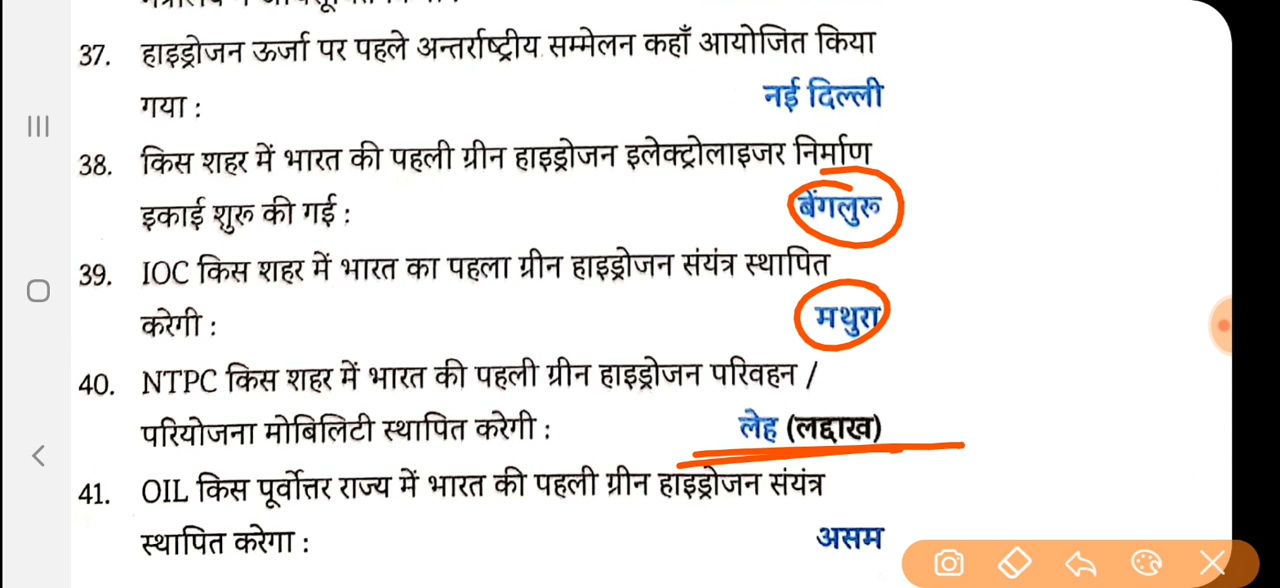 37. हाइड्रोजन ऊर्जा पर पहले अन्तर्राष्ट्रीय सम्मेलन कहाँ आयोजित किया
गया : नई दिल्ली
38. किस शहर में भारत की पहली ग्रीन हाइड्रोजन इलेक्ट्रोलाइजर निर्माण
इकाई शुरू की गई : बेंगलुरू
39. IOC किस शहर में भारत का पहला ग्रीन हाइड्रोजन संयंत्र स्थापित
करेगी : मथुरा
40. NTPC किस शहर में भारत की पहली ग्रीन हाइड्रोजन परिवहन /
परियोजना मोबिलिटी स्थापित करेगी : लेह (लद्दाख)
41. OIL किस पूर्वोत्तर राज्य में भारत की पहली ग्रीन हाइड्रोजन संयंत्र
स्थापित करेगा : असम